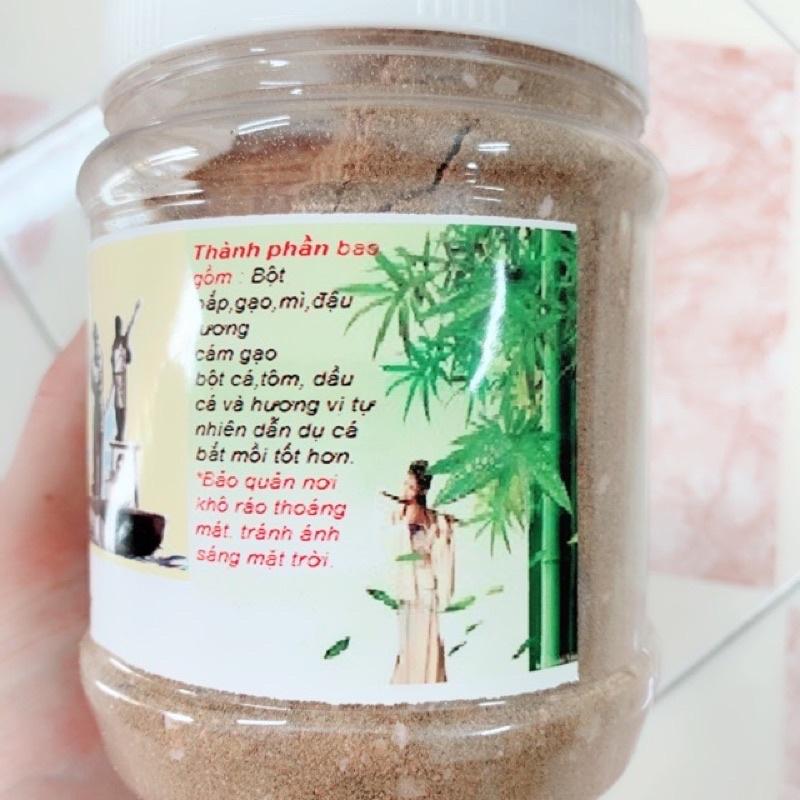 Thành phần bao
gồm : Bột
bắp,gạo,mì,đậu
ương
cám gạo
bột cá,tôm, dầu
cá và hương vị tự
nhiên dẫn dụ cá
bắt mồi tốt hơn.
*Bảo quản nơi
khô ráo thoáng
mát. tránh ánh
sáng mặt trời.